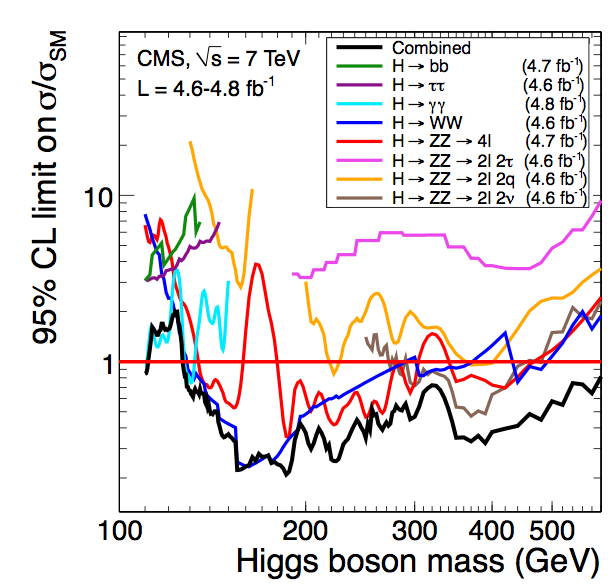 CMS, √s = 7 TeV
L = 4.6-4.8 fb⁻¹
Combined
H → bb (4.7 fb⁻¹)
H → ττ (4.6 fb⁻¹)
H → γγ (4.8 fb⁻¹)
H → WW (4.6 fb⁻¹)
H → ZZ → 4l (4.7 fb⁻¹)
H → ZZ → 2l 2τ (4.6 fb⁻¹)
H → ZZ → 2l 2q (4.6 fb⁻¹)
H → ZZ → 2l 2ν (4.6 fb⁻¹)
95% CL limit on σ/σSM
10
1
100 200 300 400 500
Higgs boson mass (GeV)